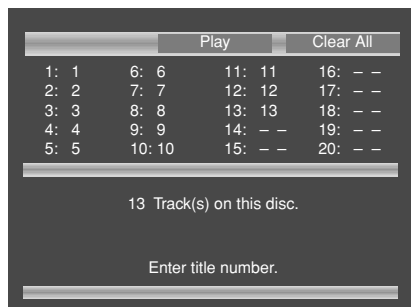 Play Clear All
1: 1 6: 6 11: 11 16: – –
2: 2 7: 7 12: 12 17: – –
3: 3 8: 8 13: 13 18: – –
4: 4 9: 9 14: – – 19: – –
5: 5 10: 10 15: – – 20: – –
13 Track(s) on this disc.
Enter title number.